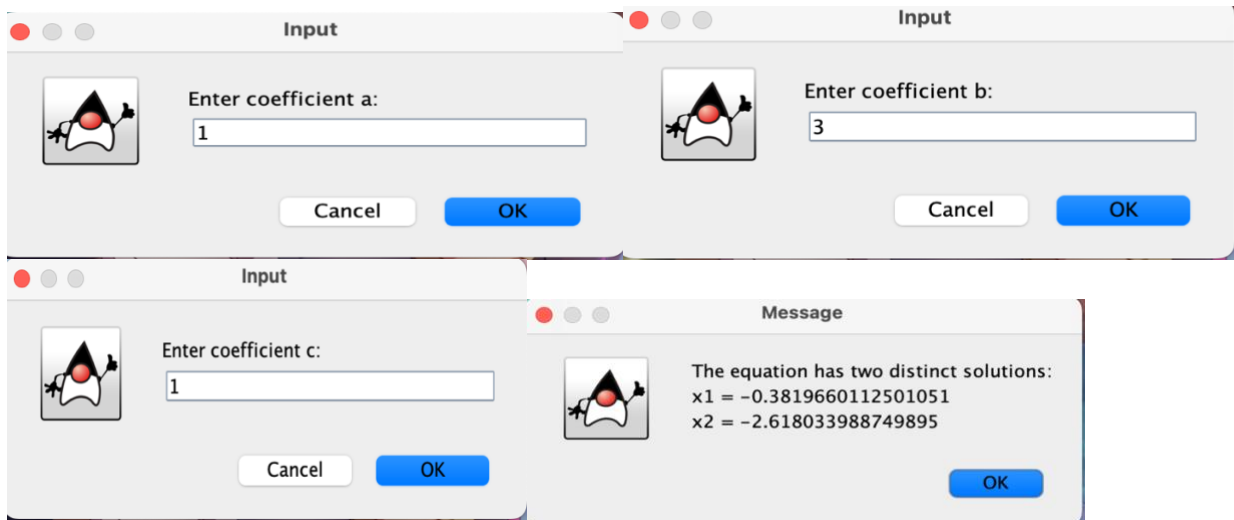 Input
Enter coefficient a:
1
Cancel
OK
Input
Enter coefficient b:
3
Cancel
OK
Input
Enter coefficient c:
1
Cancel
OK
Message
The equation has two distinct solutions:
x1 = -0.3819660112501051
x2 = -2.618033988749895
OK